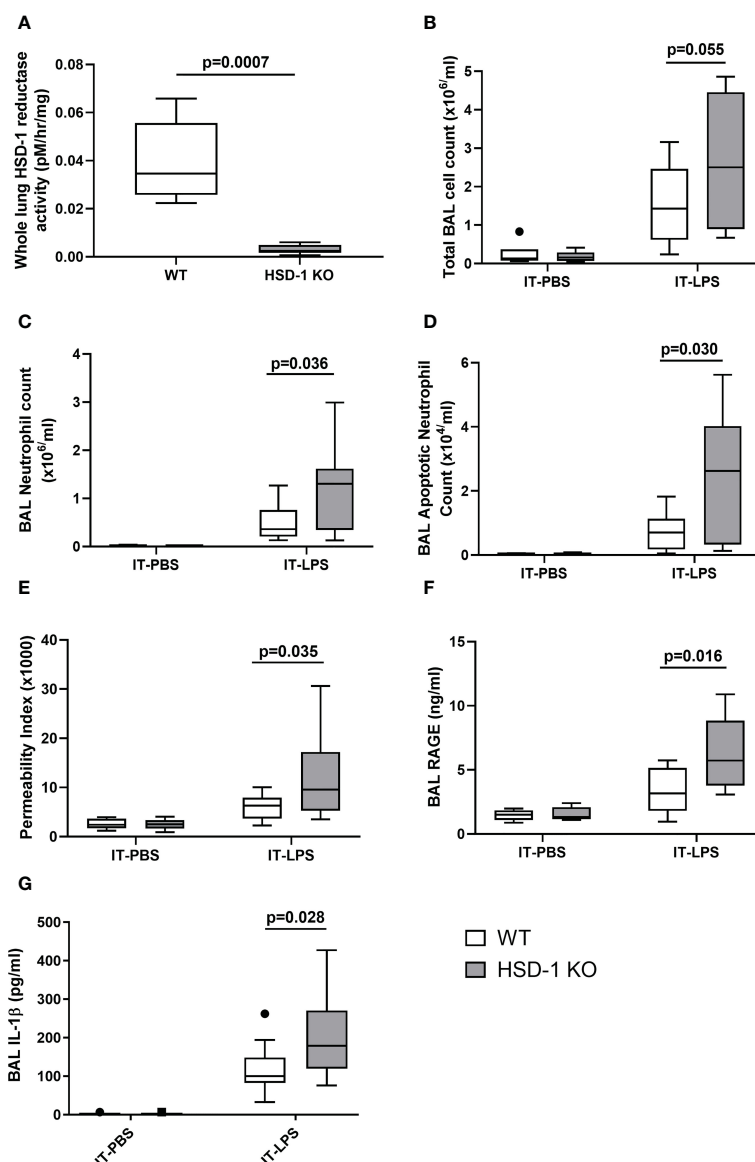 A
Whole lung HSD-1 reductase
activity (pM/hr/mg)
0.08
0.06
0.04
0.02
0.00
p=0.0007
WT
HSD-1 KO
B
Total BAL cell count (x10^6/ml)
5
4
3
2
1
0
p=0.055
IT-PBS
IT-LPS
C
BAL Neutrophil count
(x10^6/ml)
4
3
2
1
0
p=0.036
IT-PBS
IT-LPS
D
BAL Apoptotic Neutrophil
Count (x10^4/ml)
6
4
2
0
p=0.030
IT-PBS
IT-LPS
E
Permeability Index (x1000)
40
30
20
10
0
p=0.035
IT-PBS
IT-LPS
F
BAL RAGE (ng/ml)
15
10
5
0
p=0.016
IT-PBS
IT-LPS
G
BAL IL-1β (pg/ml)
500
400
300
200
100
0
p=0.028
IT-PBS
IT-LPS
WT
HSD-1 KO